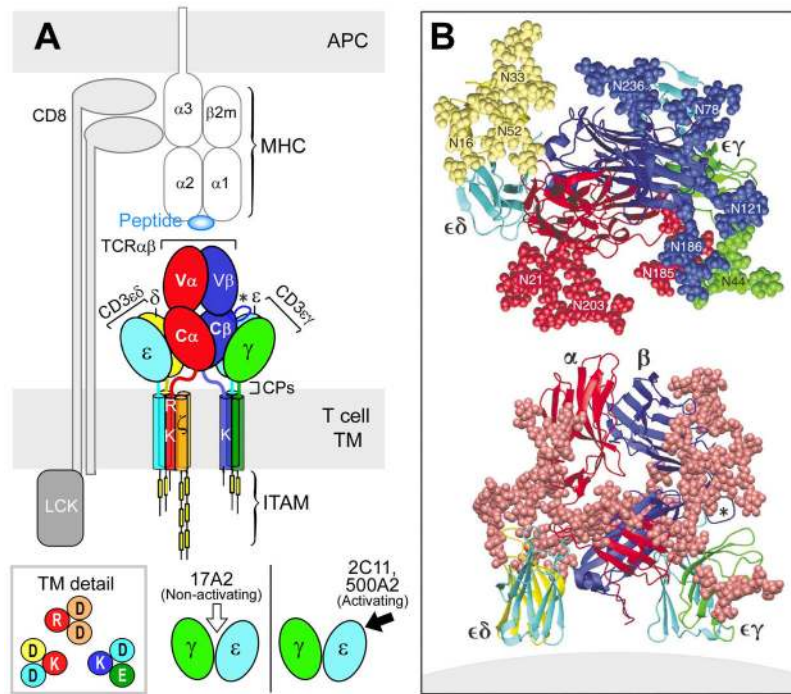 A
APC
CD8
α3
β2m
α2
α1
MHC
Peptide
TCRαβ
Vα
Vβ
CD3εδ
δ
* ε
CD3εγ
ε
Cα
Cβ
γ
CPs
R
K
ζζ
K
T cell
TM
LCK
ITAM
TM detail
D
R
D
D
K
D
D
K
E
17A2
(Non-activating)
γ
ε
2C11,
500A2
(Activating)
γ
ε
B
N33
N236
N78
N16
N52
εγ
εδ
N121
N186
N185
N44
N21
N203
α
β
*
εδ
εγ